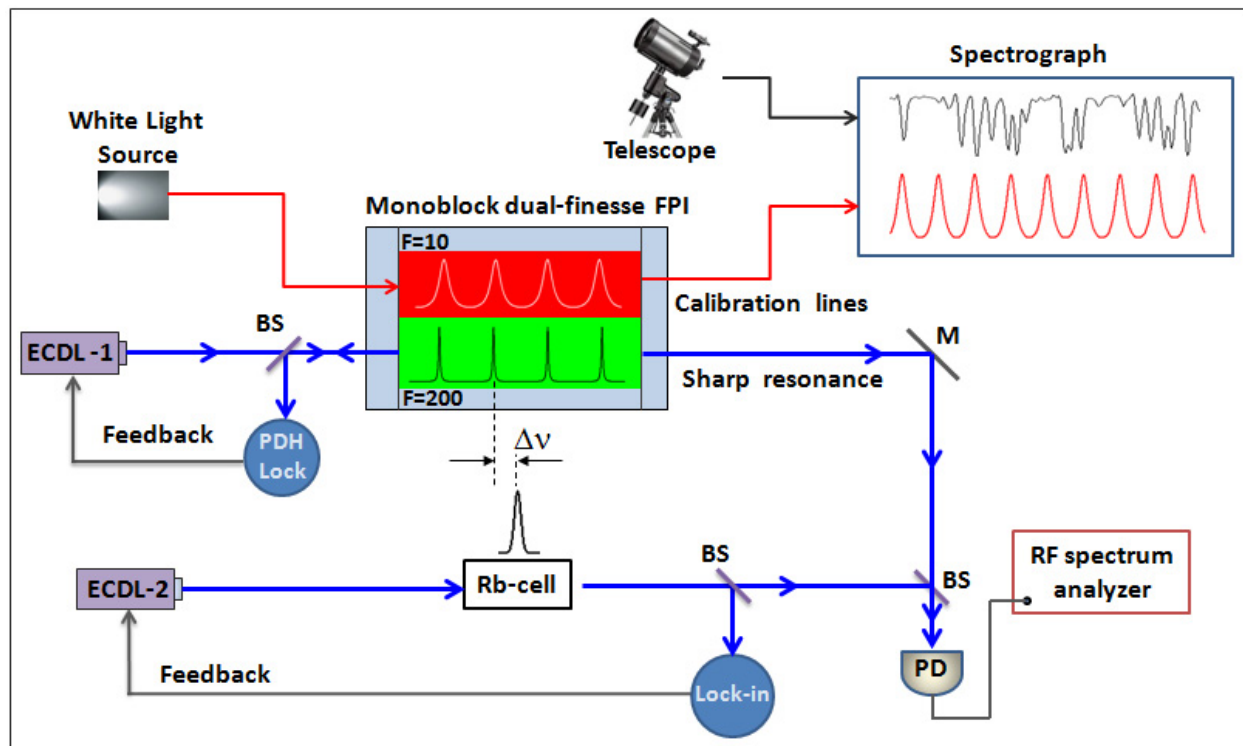 Spectrograph
White Light
Source
Telescope
Monoblock dual-finesse FPI
F=10
Calibration lines
BS
M
ECDL -1
Sharp resonance
F=200
Feedback
PDH
Lock
Δν
BS
RF spectrum
analyzer
ECDL-2
Rb-cell
BS
Feedback
Lock-in
PD